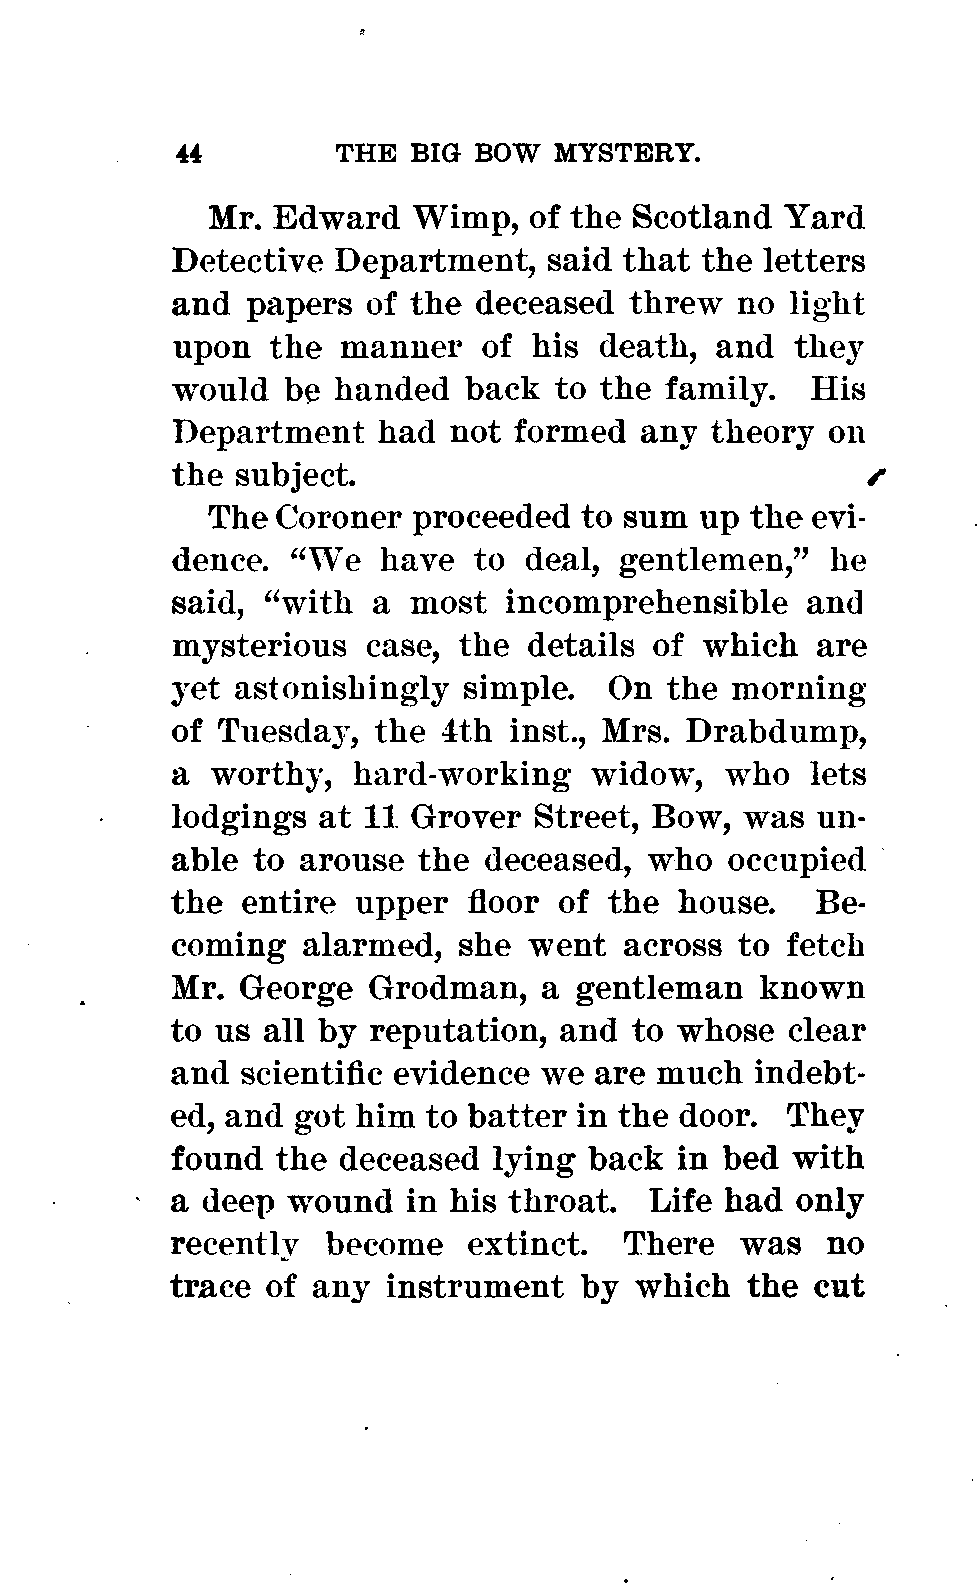 44 THE BIG BOW MYSTERY.
Mr. Edward Wimp, of the Scotland Yard
Detective Department, said that the letters
and papers of the deceased threw no light
upon the manner of his death, and they
would be handed back to the family. His
Department had not formed any theory on
the subject.
The Coroner proceeded to sum up the evi-
dence. “We have to deal, gentlemen,” he
said, “with a most incomprehensible and
mysterious case, the details of which are
yet astonishingly simple. On the morning
of Tuesday, the 4th inst., Mrs. Drabdump,
a worthy, hard-working widow, who lets
lodgings at 11 Grover Street, Bow, was un-
able to arouse the deceased, who occupied
the entire upper floor of the house. Be-
coming alarmed, she went across to fetch
Mr. George Grodman, a gentleman known
to us all by reputation, and to whose clear
and scientific evidence we are much indebt-
ed, and got him to batter in the door. They
found the deceased lying back in bed with
a deep wound in his throat. Life had only
recently become extinct. There was no
trace of any instrument by which the cut